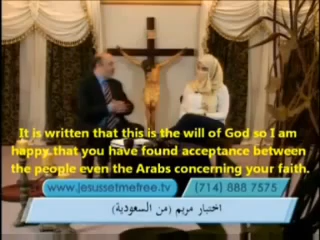 It is written that this is the will of God so I am
happy that you have found acceptance between
the people even the Arabs concerning your faith.
www.jesussetmefree.tv (714) 888 7575
اختبار مريم (من السعودية)